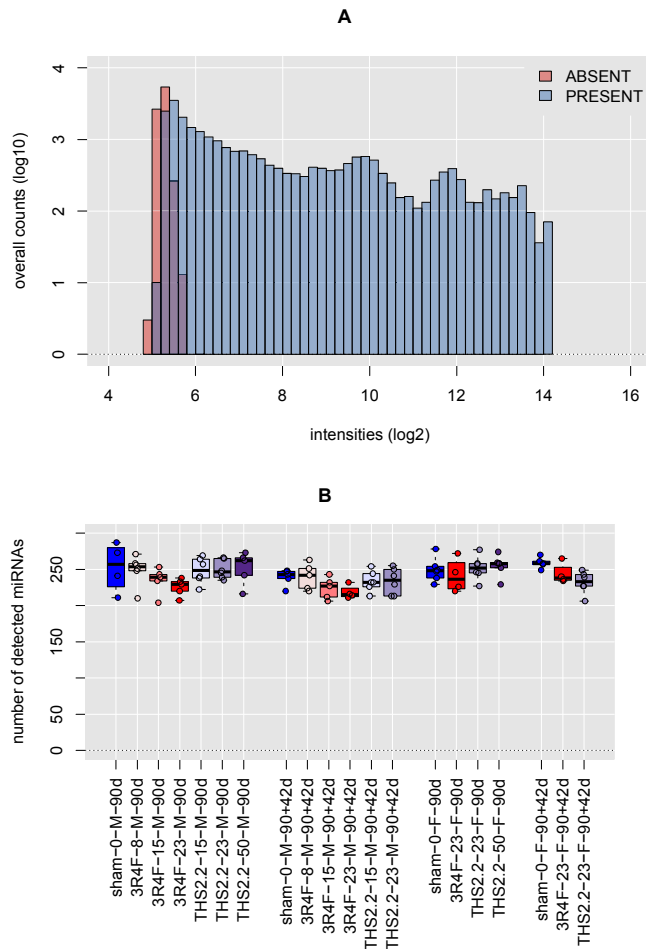 A
ABSENT
PRESENT
overall counts (log10)
4
3
2
1
0
4 6 8 10 12 14 16
intensities (log2)
B
number of detected miRNAs
250
150
50
0
sham−0−M−90d
3R4F−8−M−90d
3R4F−15−M−90d
3R4F−23−M−90d
THS2.2−15−M−90d
THS2.2−23−M−90d
THS2.2−50−M−90d
sham−0−M−90+42d
3R4F−8−M−90+42d
3R4F−15−M−90+42d
3R4F−23−M−90+42d
THS2.2−15−M−90+42d
THS2.2−23−M−90+42d
sham−0−F−90d
3R4F−23−F−90d
THS2.2−23−F−90d
THS2.2−50−F−90d
sham−0−F−90+42d
3R4F−23−F−90+42d
THS2.2−23−F−90+42d